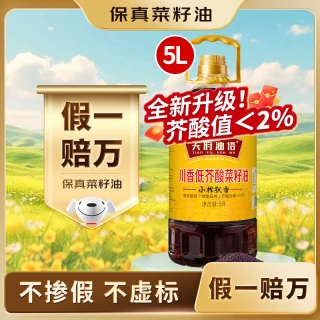 保真菜籽油
5L
全新升级！
芥酸值＜2%
假一
赔万
保真菜籽油
天府油坊
川香低芥酸菜籽油
小榨飘香
不掺假 不虚标
假一赔万